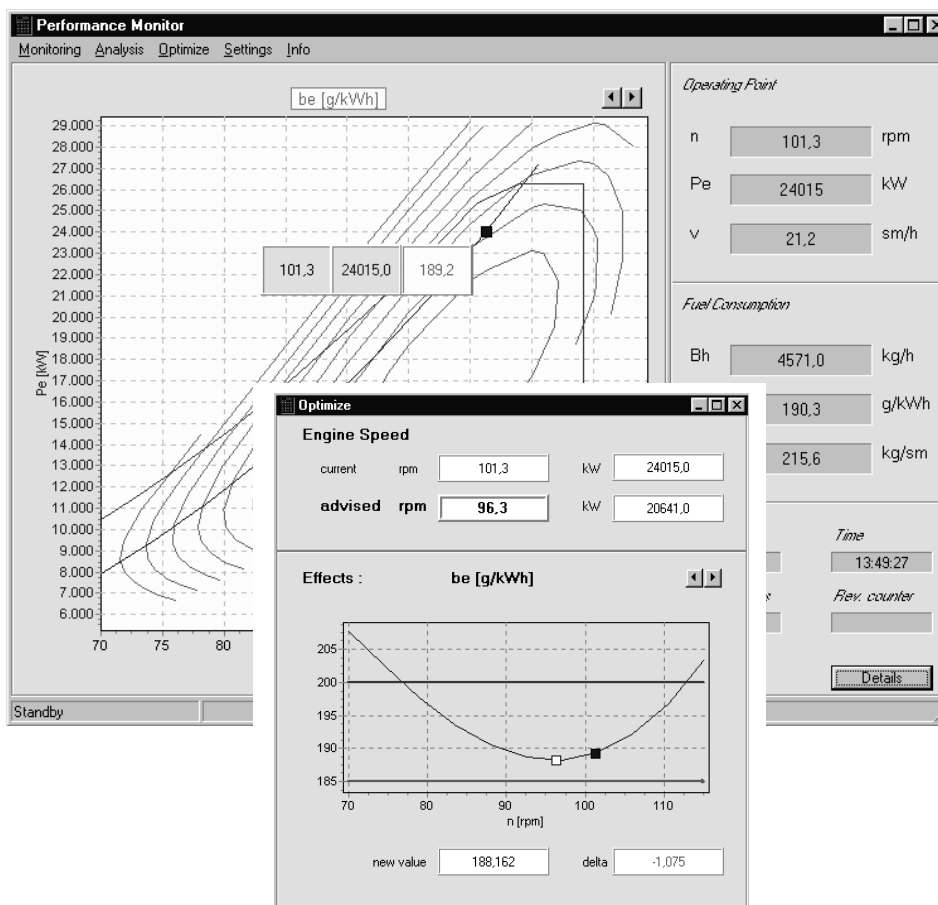 Performance Monitor
Monitoring Analysis Optimize Settings Info
be [g/kWh]
29.000
28.000
27.000
26.000
25.000
24.000
23.000
22.000
21.000
20.000
19.000
18.000
17.000
16.000
15.000
14.000
13.000
12.000
11.000
10.000
9.000
8.000
7.000
6.000
Pe [kW]
70 75 80
101,3 24015,0 189,2
Operating Point
n 101,3 rpm
Pe 24015 kW
v 21,2 sm/h
Fuel Consumption
Bh 4571,0 kg/h
190,3 g/kWh
215,6 kg/sm
Time
13:49:27
s Rev. counter
Details
Standby
Optimize
Engine Speed
current rpm 101,3 kW 24015,0
advised rpm 96,3 kW 20641,0
Effects : be [g/kWh]
205
200
195
190
185
70 80 90 100 110
n [rpm]
new value 188,162 delta -1,075